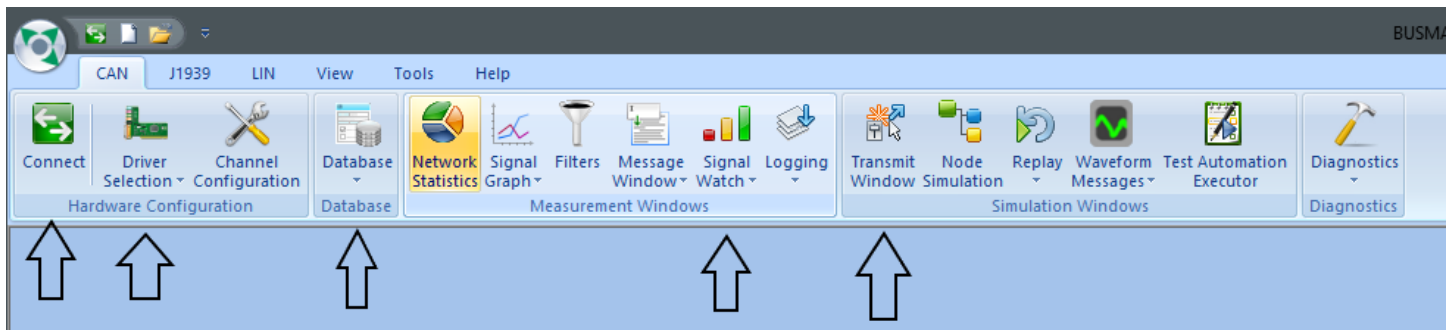 BUSMA
CAN J1939 LIN View Tools Help
Connect Driver Selection Channel Configuration Database Network Statistics Signal Graph Filters Message Window Signal Watch Logging Transmit Window Node Simulation Replay Waveform Messages Test Automation Executor Diagnostics
Hardware Configuration Database Measurement Windows Simulation Windows Diagnostics